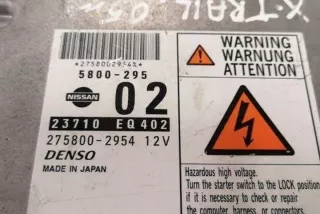 X-TRAIL
*2758002954%*
5800-295
NISSAN
02
23710 EQ402
275800-2954 12V
DENSO
MADE IN JAPAN
WARNING
WARNUNG
ATTENTION
Hazardous high voltage.
Turn the starter switch to the LOCK position
if it is necessary to check or repair
the computer, harness, or connectors.